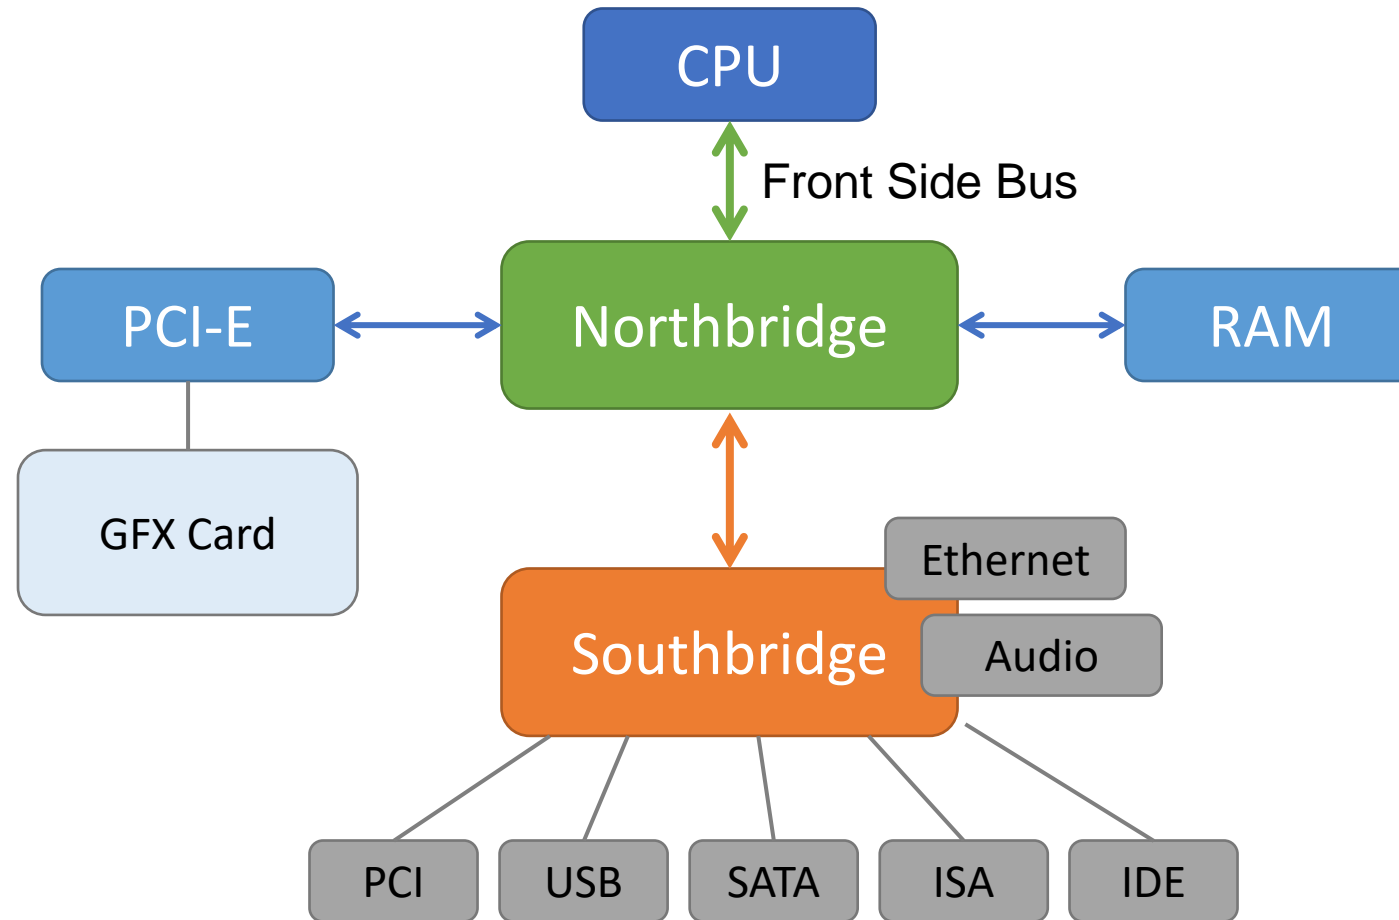 CPU
Front Side Bus
PCI-E
Northbridge
RAM
GFX Card
Ethernet
Southbridge
Audio
PCI
USB
SATA
ISA
IDE